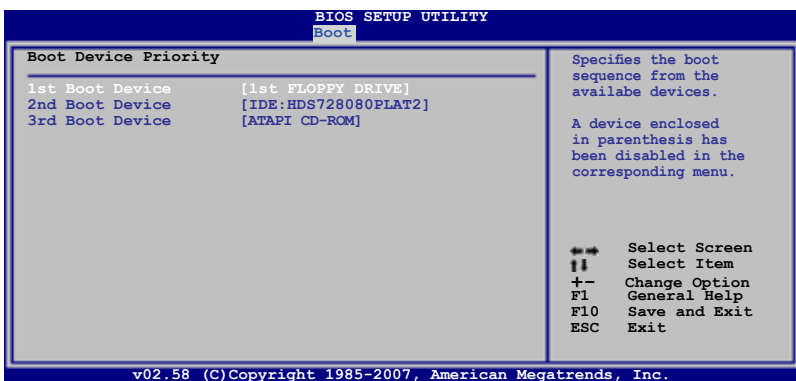 BIOS SETUP UTILITY
Boot
Boot Device Priority
1st Boot Device [1st FLOPPY DRIVE]
2nd Boot Device [IDE:HDS728080PLAT2]
3rd Boot Device [ATAPI CD-ROM]
Specifies the boot
sequence from the
availabe devices.
A device enclosed
in parenthesis has
been disabled in the
corresponding menu.
←→ Select Screen
↑↓ Select Item
+- Change Option
F1 General Help
F10 Save and Exit
ESC Exit
v02.58 (C)Copyright 1985-2007, American Megatrends, Inc.